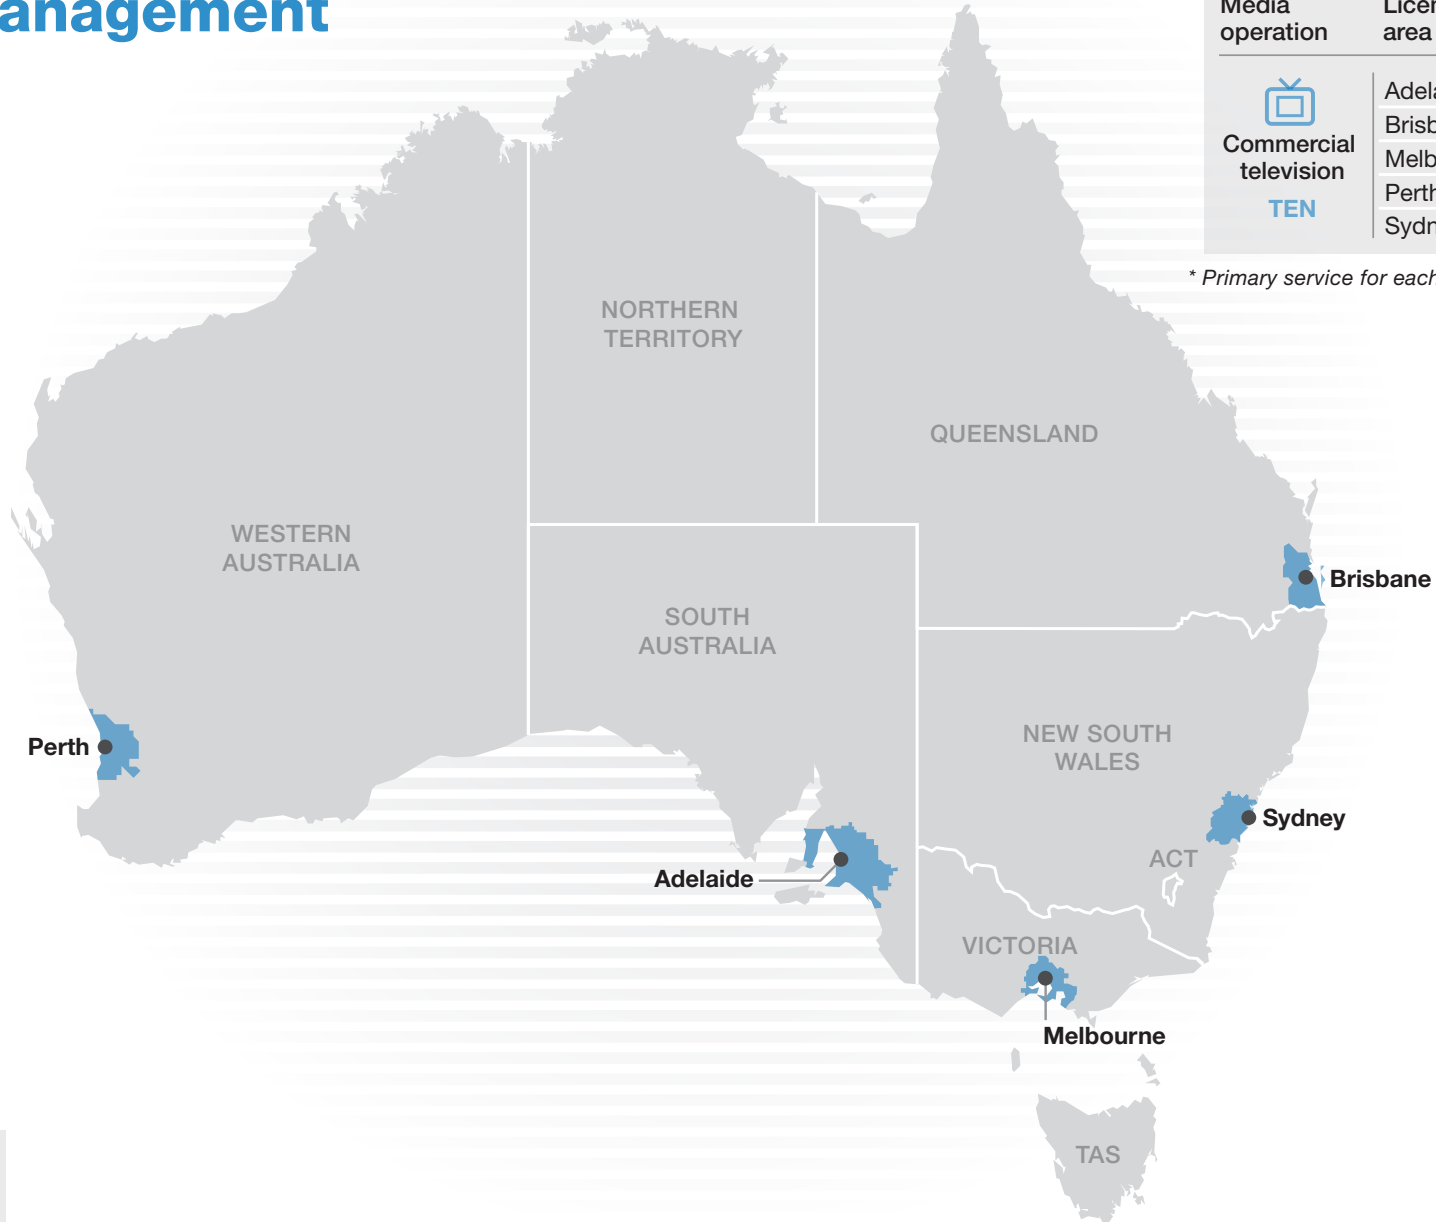 anagement
Media
operation
Licen
area
Commercial
television
TEN
Adela
Brisb
Melb
Perth
Sydn
* Primary service for each
NORTHERN
TERRITORY
QUEENSLAND
WESTERN
AUSTRALIA
SOUTH
AUSTRALIA
Brisbane
NEW SOUTH
WALES
Perth
Sydney
ACT
Adelaide
VICTORIA
Melbourne
TAS